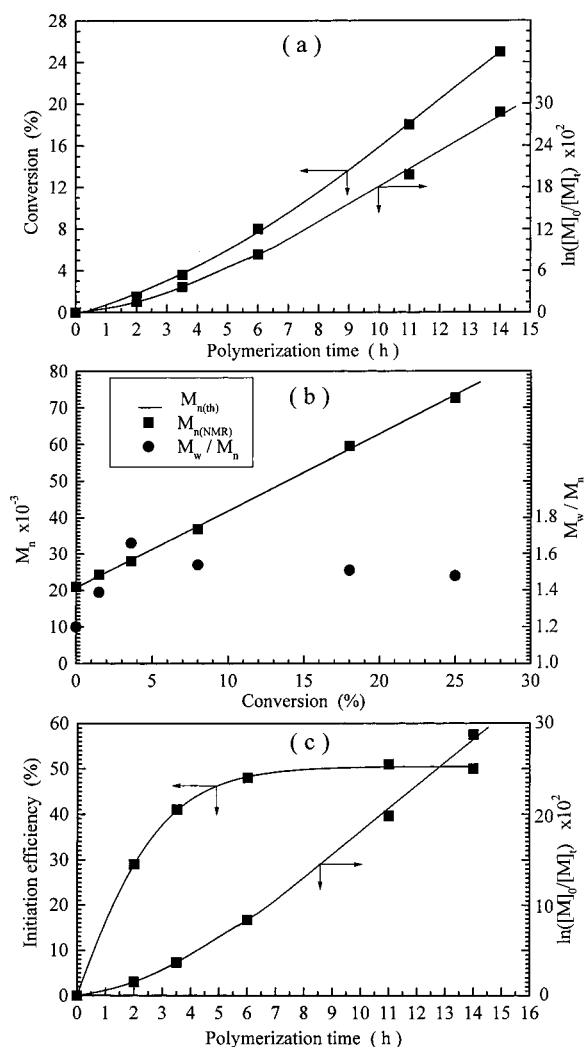 ( a )
28
24
20
16
12
8
4
0
Conversion (%)
30
24
18
12
6
0
ln([M]0/[M]t) x10²
0 1 2 3 4 5 6 7 8 9 10 11 12 13 14 15
Polymerization time ( h )
( b )
Mn(th)
Mn(NMR)
Mw / Mn
80
70
60
50
40
30
20
10
0
Mn x10-3
1.8
1.6
1.4
1.2
1.0
Mw / Mn
0 5 10 15 20 25 30
Conversion (%)
( c )
60
50
40
30
20
10
0
Initiation efficiency (%)
30
20
10
0
ln([M]0/[M]t) x10²
0 1 2 3 4 5 6 7 8 9 10 11 12 13 14 15 16
Polymerization time ( h )